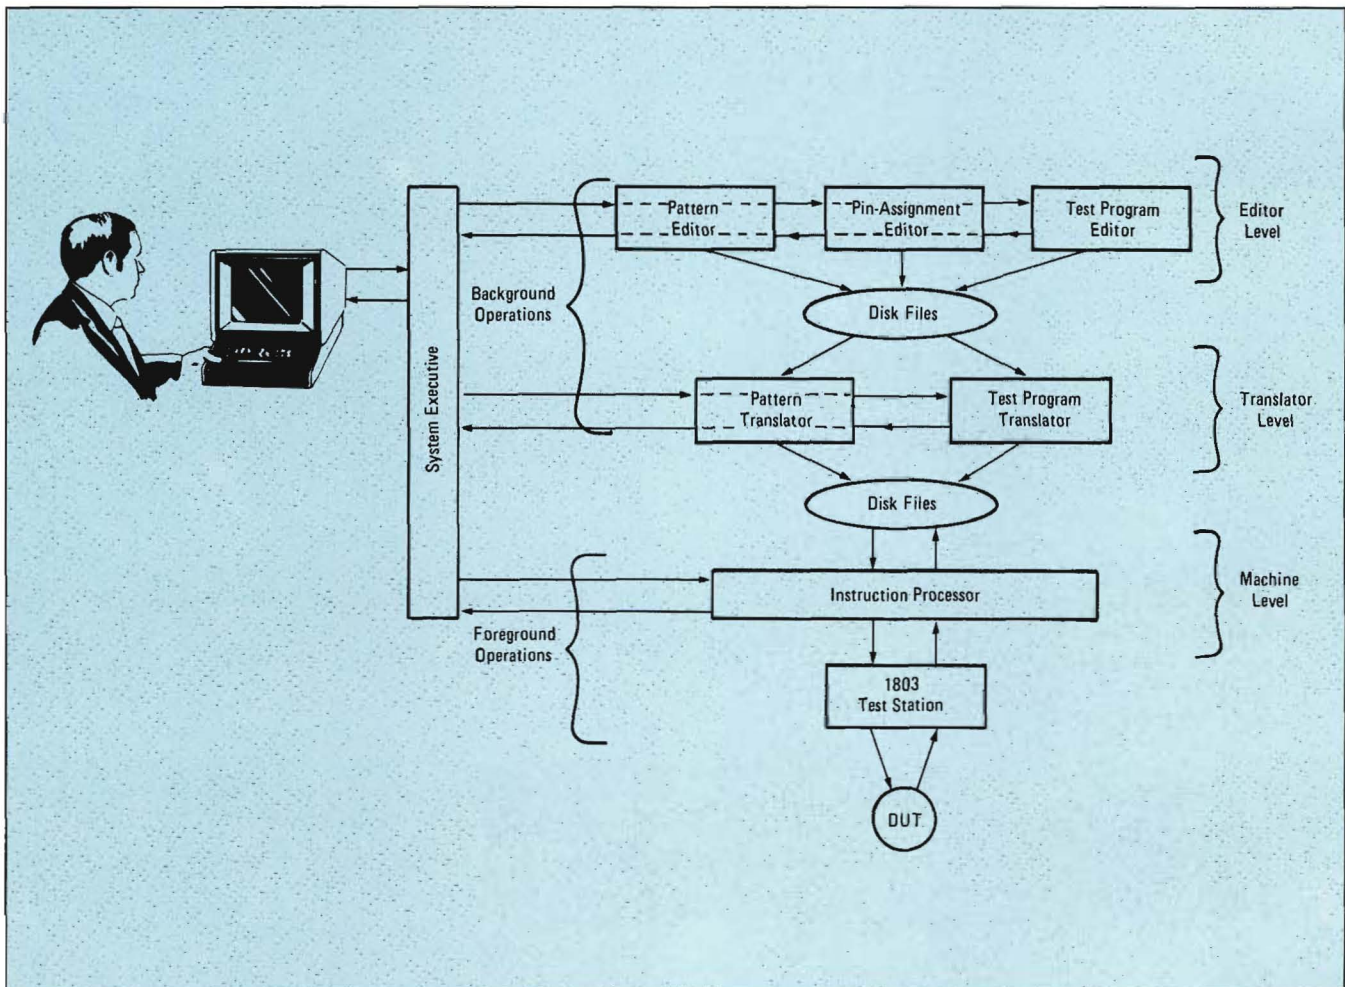 Pattern
Editor
Pin-Assignment
Editor
Test Program
Editor
Editor
Level
Background
Operations
Disk Files
System Executive
Pattern
Translator
Test Program
Translator
Translator
Level
Disk Files
Instruction Processor
Machine
Level
Foreground
Operations
1803
Test Station
DUT